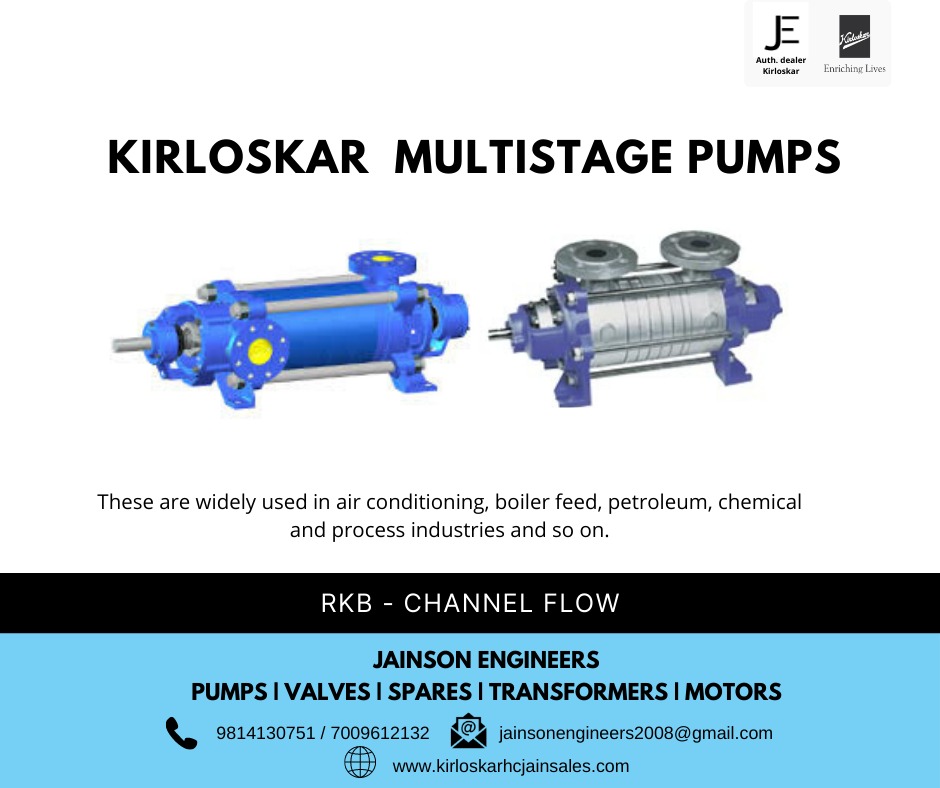 JE
Auth. dealer
Kirloskar
Kirloskar
Enriching Lives
KIRLOSKAR MULTISTAGE PUMPS
These are widely used in air conditioning, boiler feed, petroleum, chemical
and process industries and so on.
RKB - CHANNEL FLOW
JAINSON ENGINEERS
PUMPS | VALVES | SPARES | TRANSFORMERS | MOTORS
9814130751 / 7009612132 jainsonengineers2008@gmail.com
www.kirloskarhcjainsales.com